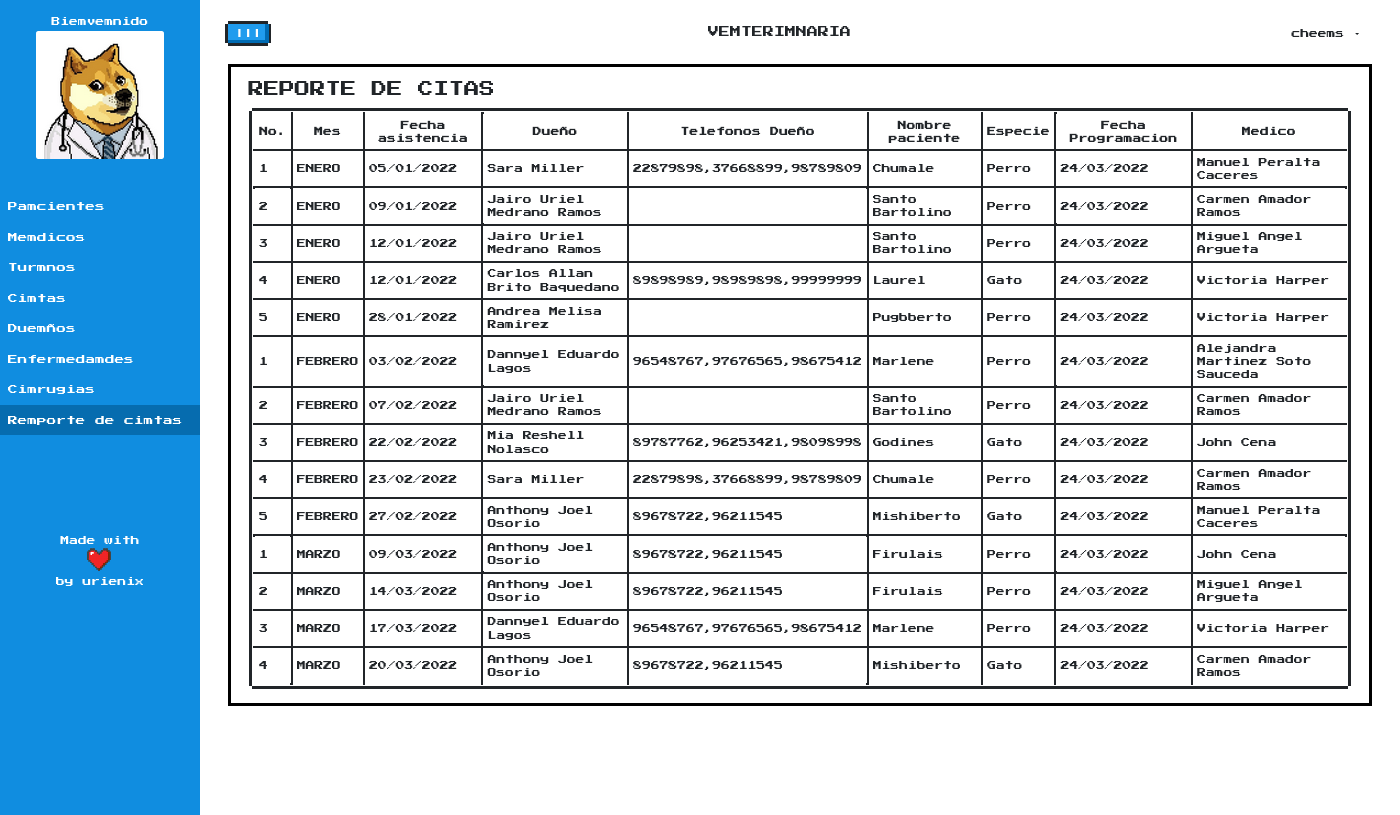 Biemvemnido
Pamcientes
Memdicos
Turmnos
Cimtas
Duemños
Enfermedamdes
Cimrugias
Remporte de cimtas
Made with
by urienix
VEMTERIMNARIA
cheems
REPORTE DE CITAS
No. Mes Fecha asistencia Dueño Telefonos Dueño Nombre paciente Especie Fecha Programacion Medico
1 ENERO 05/01/2022 Sara Miller 22879898,37668899,98789809 Chumale Perro 24/03/2022 Manuel Peralta Caceres
2 ENERO 09/01/2022 Jairo Uriel Medrano Ramos Santo Bartolino Perro 24/03/2022 Carmen Amador Ramos
3 ENERO 12/01/2022 Jairo Uriel Medrano Ramos Santo Bartolino Perro 24/03/2022 Miguel Angel Argueta
4 ENERO 12/01/2022 Carlos Allan Brito Baquedano 89898989,98989898,99999999 Laurel Gato 24/03/2022 Victoria Harper
5 ENERO 28/01/2022 Andrea Melisa Ramirez Pugbberto Perro 24/03/2022 Victoria Harper
1 FEBRERO 03/02/2022 Dannyel Eduardo Lagos 96548767,97676565,98675412 Marlene Perro 24/03/2022 Alejandra Martinez Soto Sauceda
2 FEBRERO 07/02/2022 Jairo Uriel Medrano Ramos Santo Bartolino Perro 24/03/2022 Carmen Amador Ramos
3 FEBRERO 22/02/2022 Mia Reshell Nolasco 89787762,96253421,98098998 Godines Gato 24/03/2022 John Cena
4 FEBRERO 23/02/2022 Sara Miller 22879898,37668899,98789809 Chumale Perro 24/03/2022 Carmen Amador Ramos
5 FEBRERO 27/02/2022 Anthony Joel Osorio 89678722,96211545 Mishiberto Gato 24/03/2022 Manuel Peralta Caceres
1 MARZO 09/03/2022 Anthony Joel Osorio 89678722,96211545 Firulais Perro 24/03/2022 John Cena
2 MARZO 14/03/2022 Anthony Joel Osorio 89678722,96211545 Firulais Perro 24/03/2022 Miguel Angel Argueta
3 MARZO 17/03/2022 Dannyel Eduardo Lagos 96548767,97676565,98675412 Marlene Perro 24/03/2022 Victoria Harper
4 MARZO 20/03/2022 Anthony Joel Osorio 89678722,96211545 Mishiberto Gato 24/03/2022 Carmen Amador Ramos